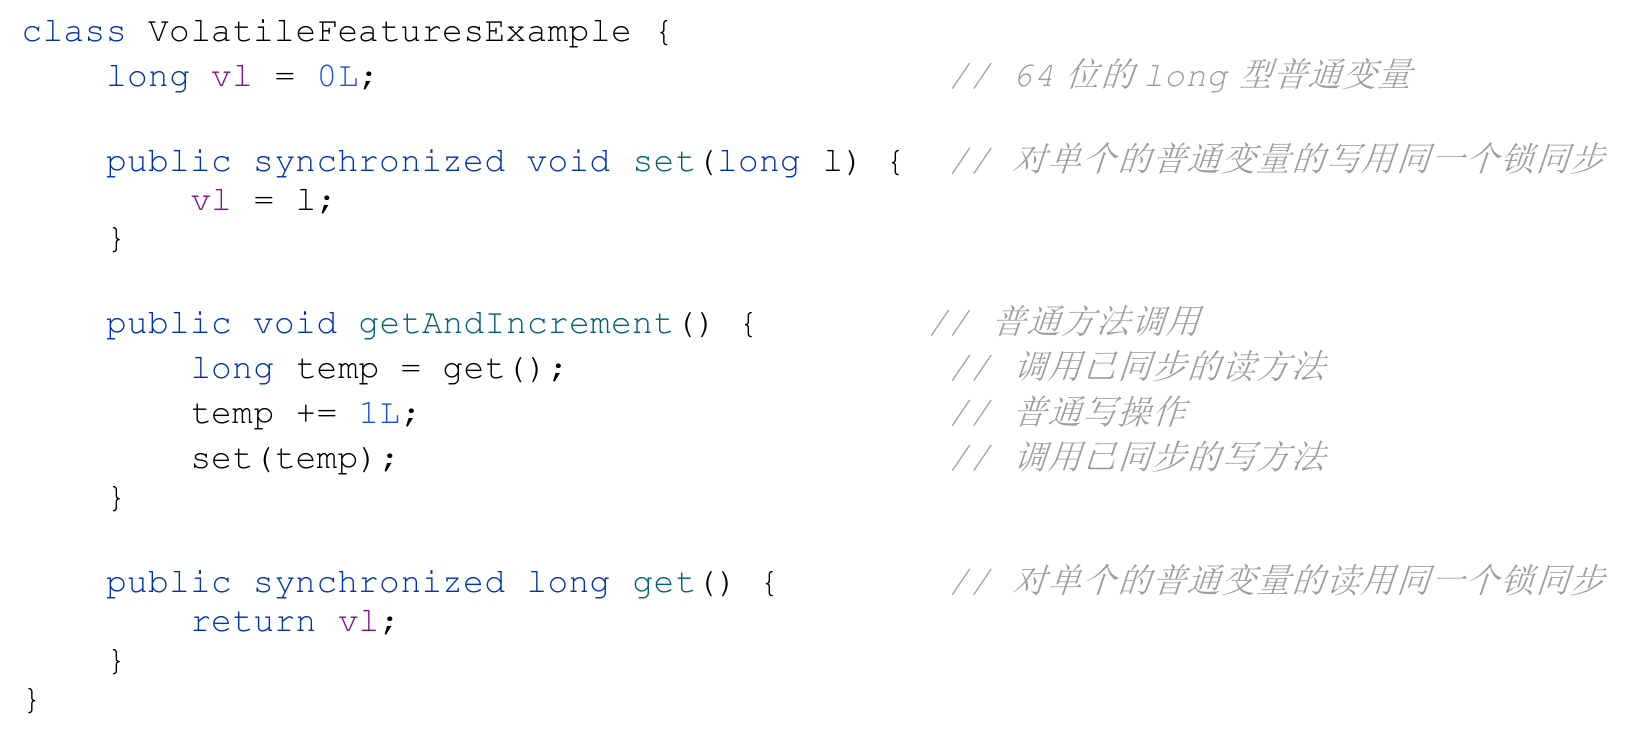 class VolatileFeaturesExample {
    long vl = 0L;                           // 64 位的 long 型普通变量
    public synchronized void set(long l) {  // 对单个的普通变量的写用同一个锁同步
        vl = l;
    }
    public void getAndIncrement() {        // 普通方法调用
        long temp = get();                  // 调用已同步的读方法
        temp += 1L;                         // 普通写操作
        set(temp);                          // 调用已同步的写方法
    }
    public synchronized long get() {        // 对单个的普通变量的读用同一个锁同步
        return vl;
    }
}